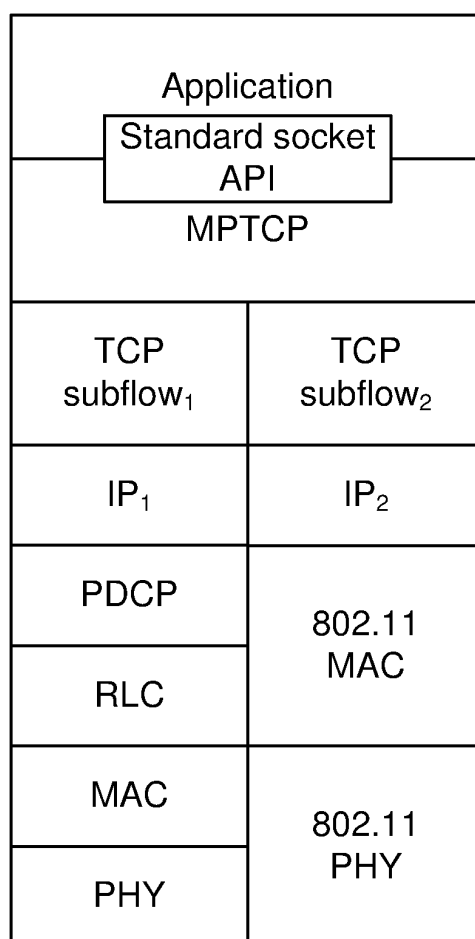 Application
Standard socket
API
MPTCP
TCP
subflow₁
TCP
subflow₂
IP₁
IP₂
PDCP
802.11
MAC
RLC
MAC
802.11
PHY
PHY